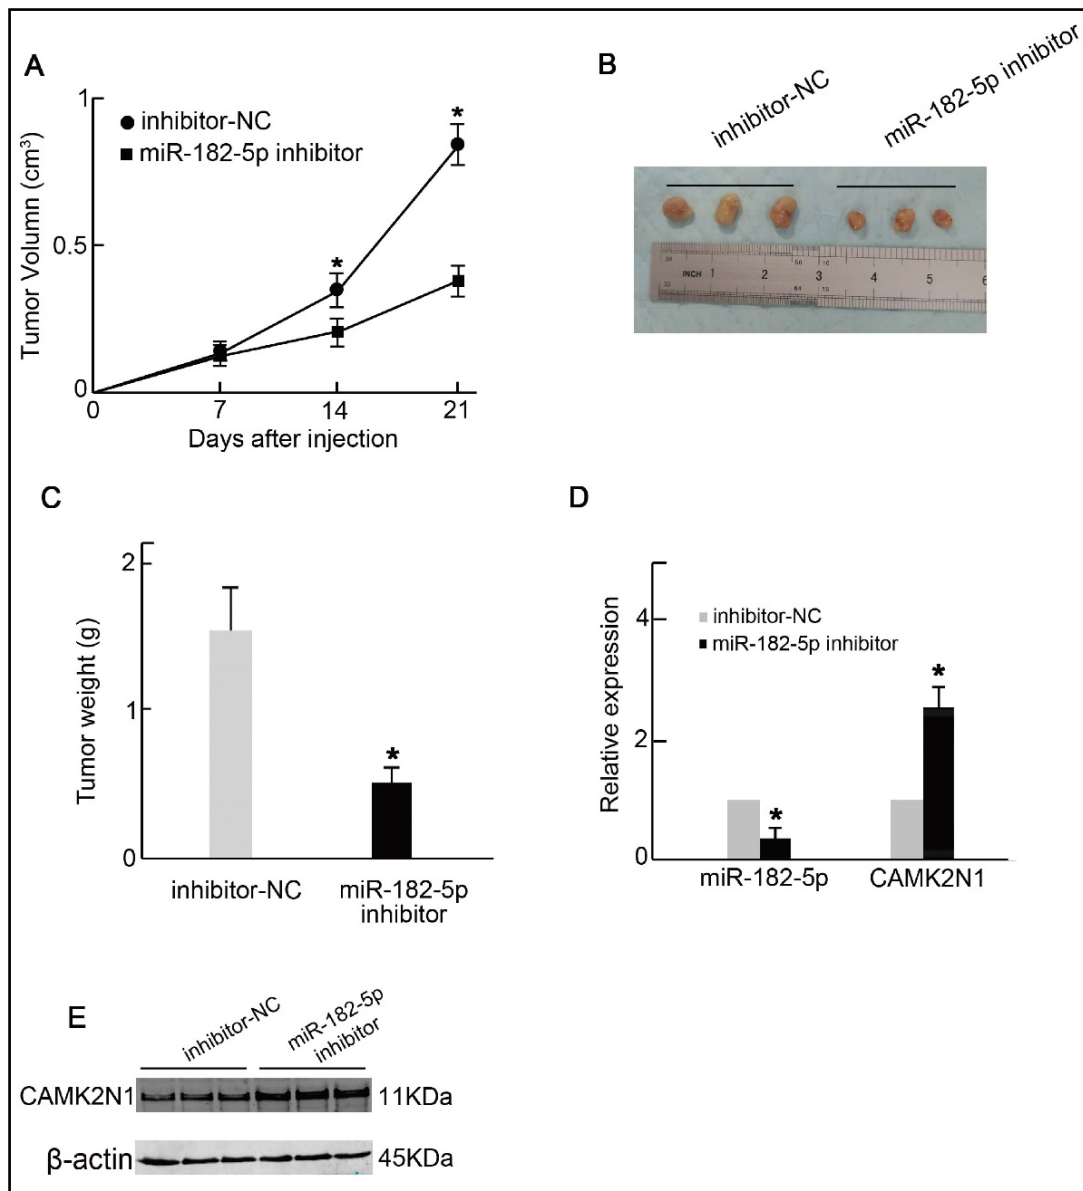 A
1
inhibitor-NC
miR-182-5p inhibitor
*
*
0.5
0
Tumor Volumn (cm³)
0 7 14 21
Days after injection
B
inhibitor-NC
miR-182-5p inhibitor
INCH 1 2 3 4 5 6
C
2
1
0
Tumor weight (g)
*
inhibitor-NC
miR-182-5p
inhibitor
D
4
2
0
Relative expression
inhibitor-NC
miR-182-5p inhibitor
*
*
miR-182-5p CAMK2N1
E
inhibitor-NC
miR-182-5p
inhibitor
CAMK2N1 11KDa
β-actin 45KDa